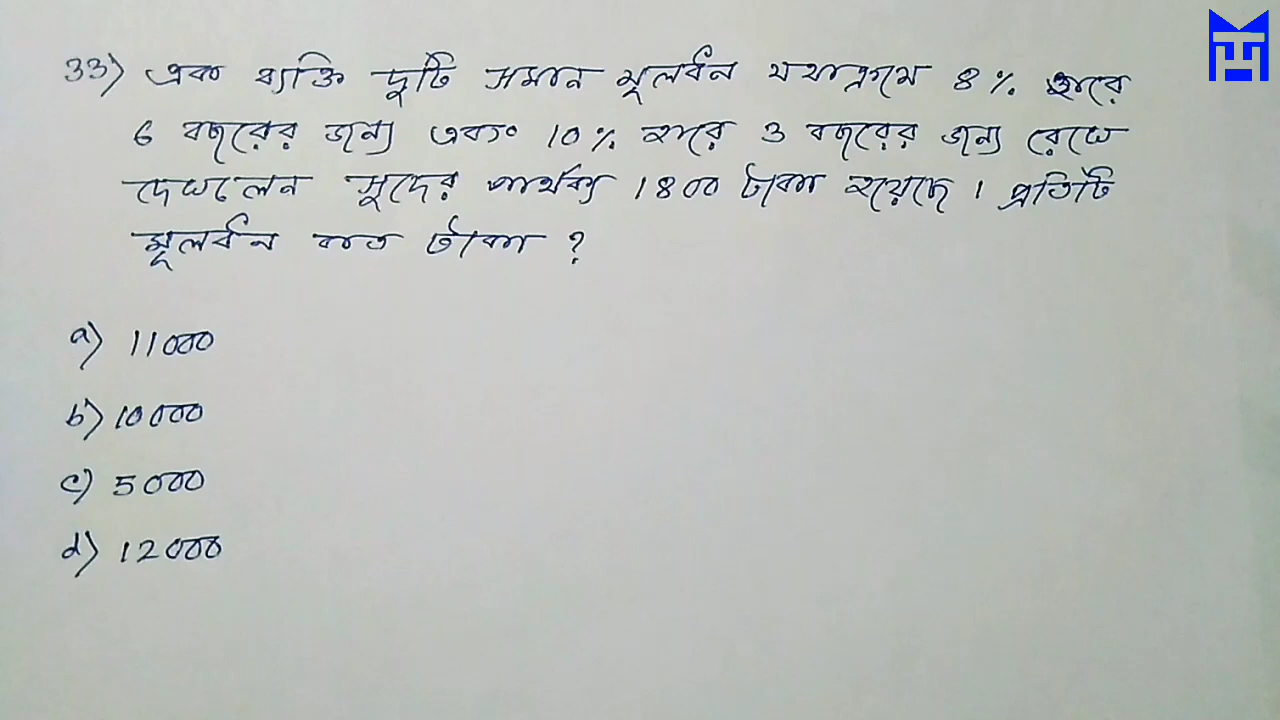 33) এক ব্যক্তি দুটি সমান মূলধন যথাক্রমে 8% হারে
6 বছরের জন্য এবং 10% হারে 3 বছরের জন্য রেখে
দেখলেন সুদের পার্থক্য 1800 টাকা হয়েছে। প্রতিটি
মূলধন কত টাকা ?
a) 11000
b) 10000
c) 5000
d) 12000